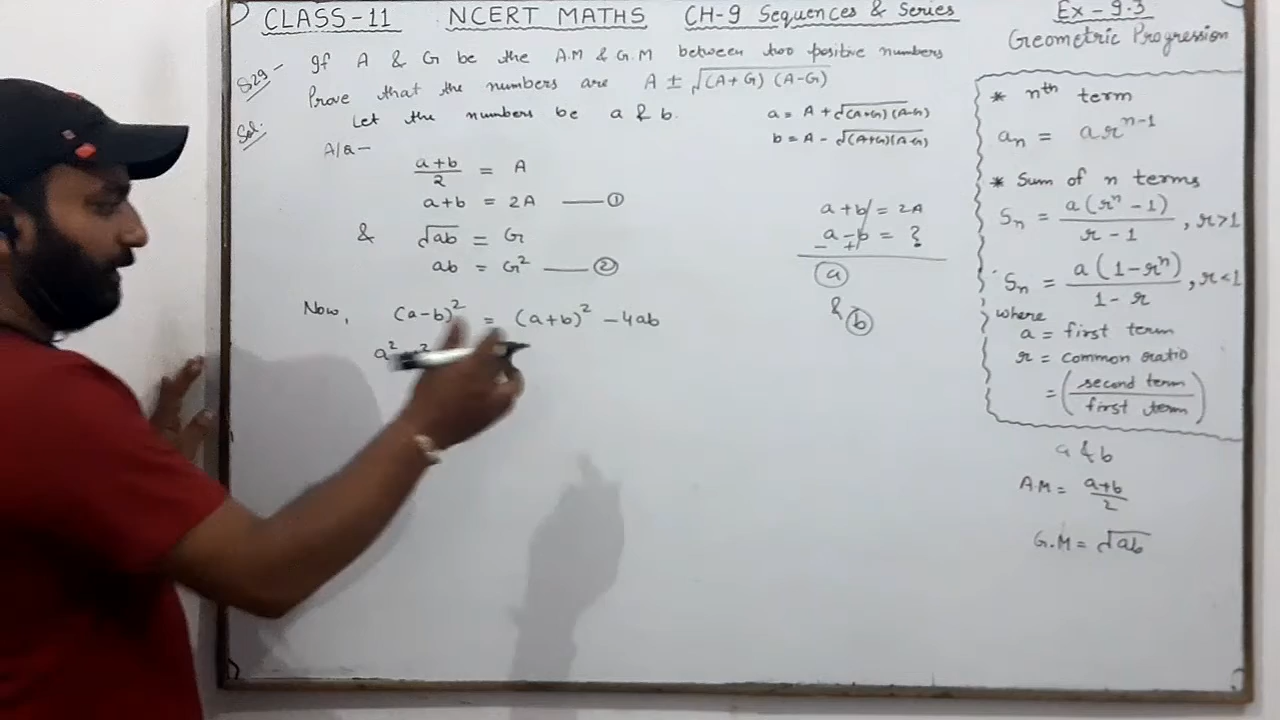 CLASS-11 NCERT MATHS CH-9 Sequences & Series Ex-9.3
Geometric Progression
S29- If A & G be the A.M & G.M between two positive numbers
Prove that the numbers are A ± √(A+G) (A-G)
Sol. Let the numbers be a & b.
a = A + √(A+G)(A-G)
b = A - √(A+G)(A-G)
A/q-
a+b/2 = A
a+b = 2A —— ①
& √ab = G
ab = G² —— ②
Now, (a-b)² = (a+b)² - 4ab
a²
a+b = 2A
a-b = ?
- +
a
& b
* nth term
aₙ = arⁿ⁻¹
* Sum of n terms
Sₙ = a(rⁿ-1)/r-1 , r>1
Sₙ = a(1-rⁿ)/1-r , r<1
where
a = first term
r = common ratio
= (second term/first term)
a & b
A.M = a+b/2
G.M = √ab